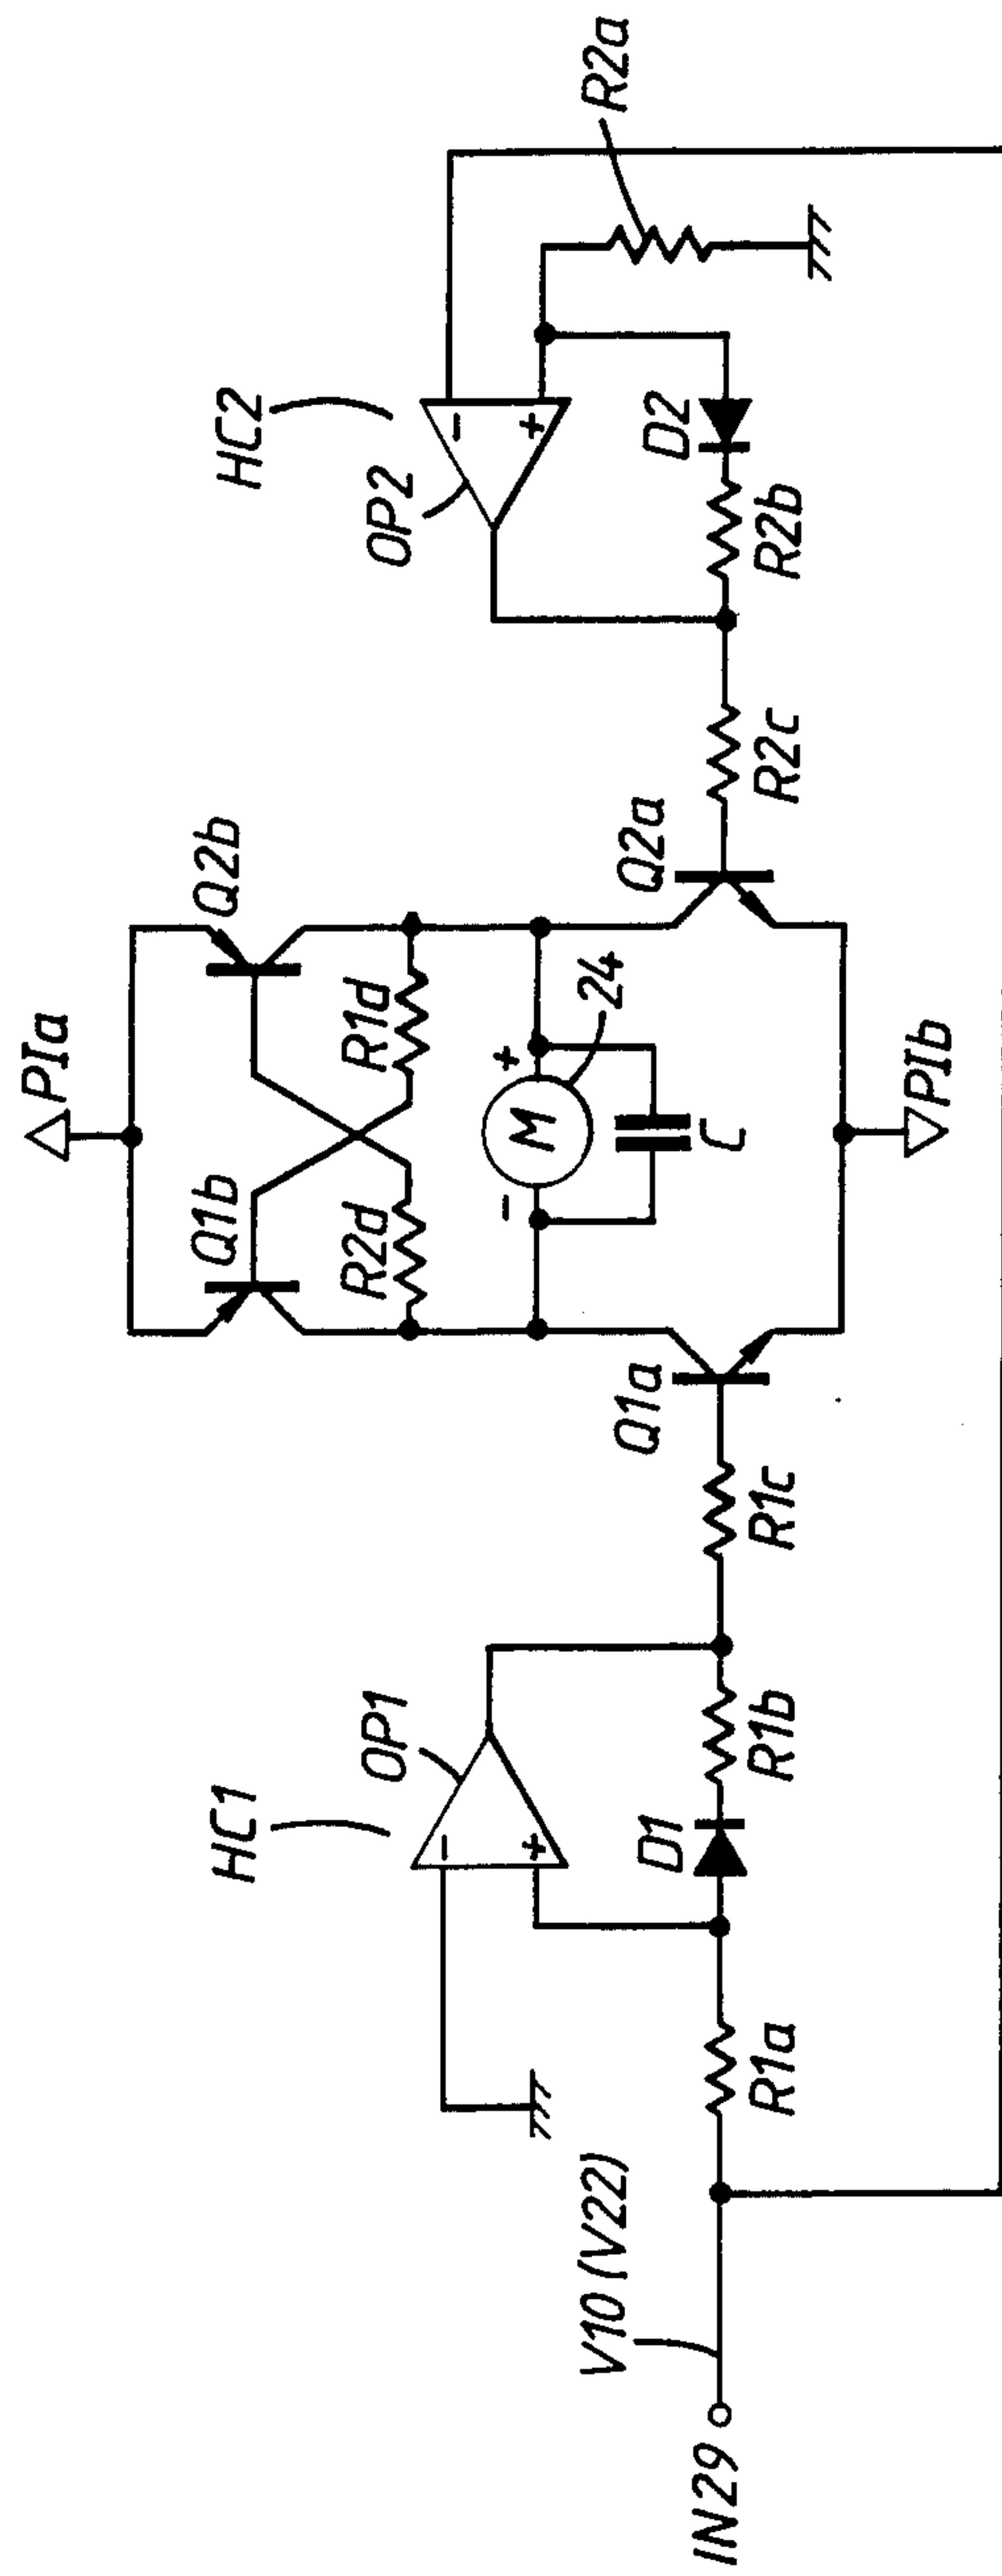 PIa
Q1b
Q2b
HC1
HC2
OP1
OP2
R2d
R1d
R2a
-
+
-
M
+
-
+
24
V10 (V22)
D1
Q1a
Q2a
D2
C
IN29
R1a
R1b
R1c
R2c
R2b
PIb